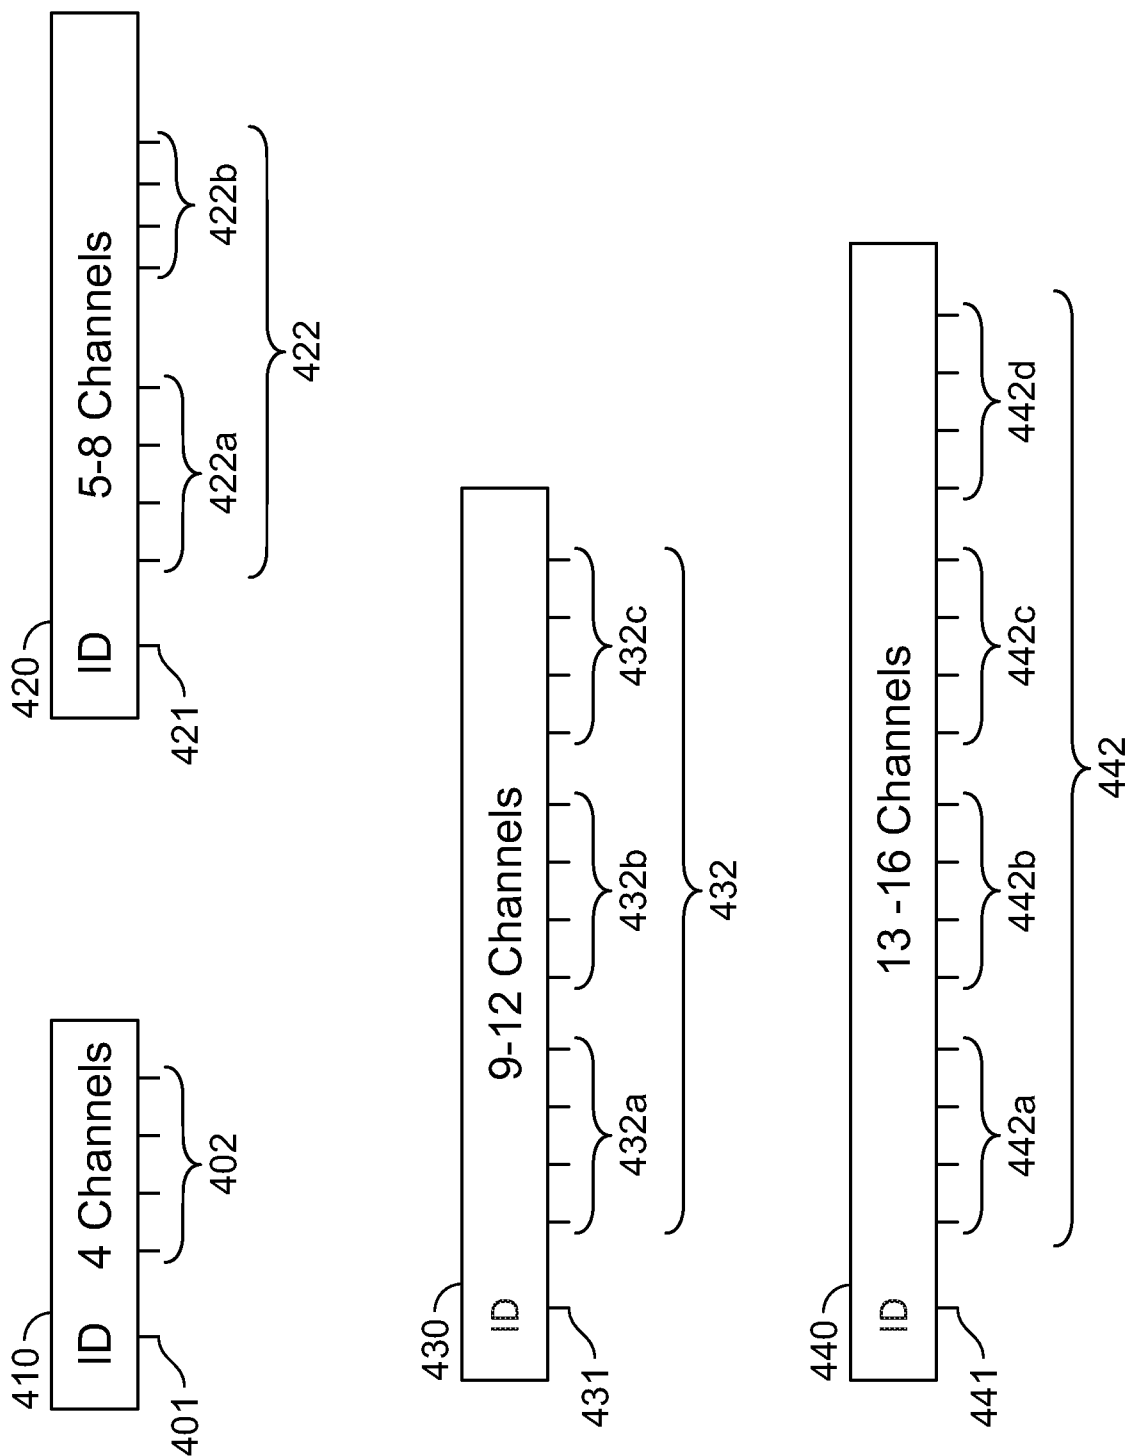 410
ID 4 Channels
401
402
420
ID 5-8 Channels
421
422a
422b
422
430
ID 9-12 Channels
431
432a
432b
432c
432
440
ID 13 -16 Channels
441
442a
442b
442c
442d
442